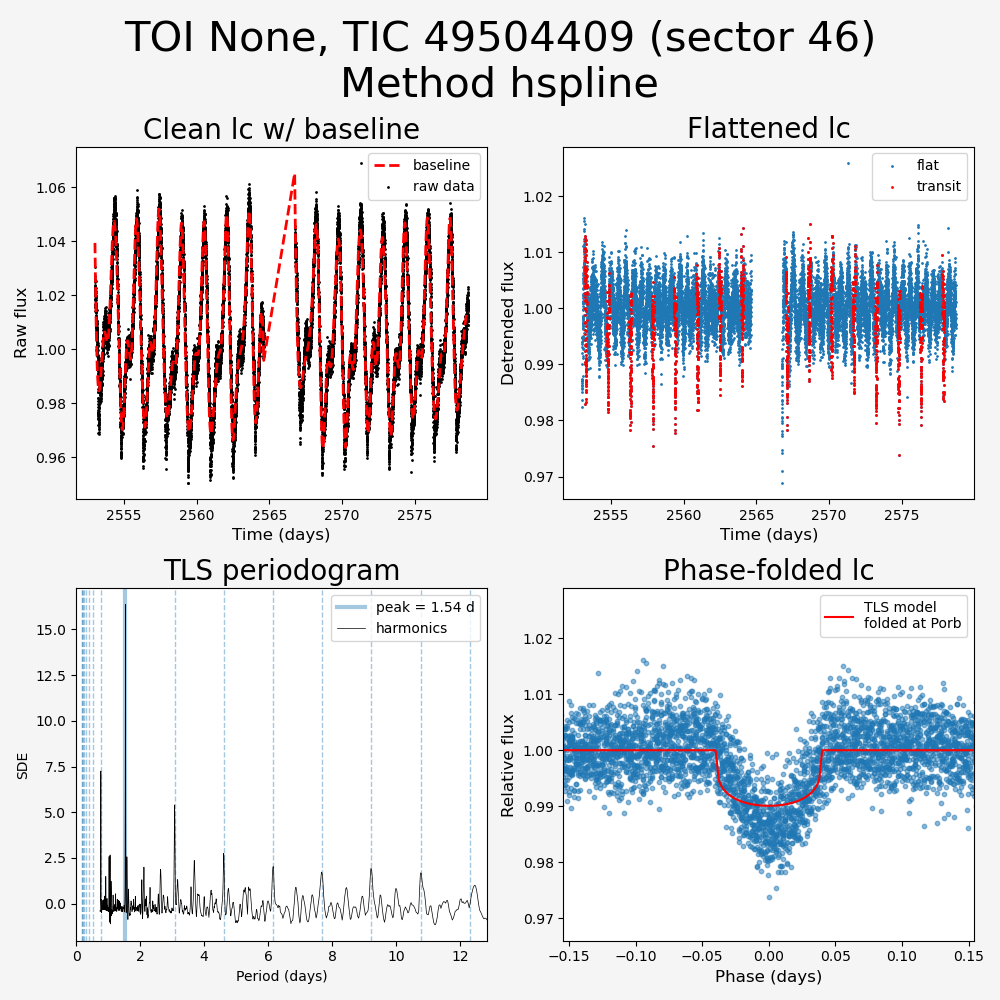 TOI None, TIC 49504409 (sector 46)
Method hspline
Clean lc w/ baseline
baseline
raw data
1.06
1.04
1.02
1.00
0.98
0.96
Raw flux
2555
2560
2565
2570
2575
Time (days)
Flattened lc
flat
transit
1.02
1.01
1.00
0.99
0.98
0.97
Detrended flux
2555
2560
2565
2570
2575
Time (days)
TLS periodogram
peak = 1.54 d
harmonics
15.0
12.5
10.0
7.5
5.0
2.5
0.0
SDE
0
2
4
6
8
10
12
Period (days)
Phase-folded lc
TLS model
folded at Porb
1.02
1.01
1.00
0.99
0.98
0.97
Relative flux
−0.15
−0.10
−0.05
0.00
0.05
0.10
0.15
Phase (days)